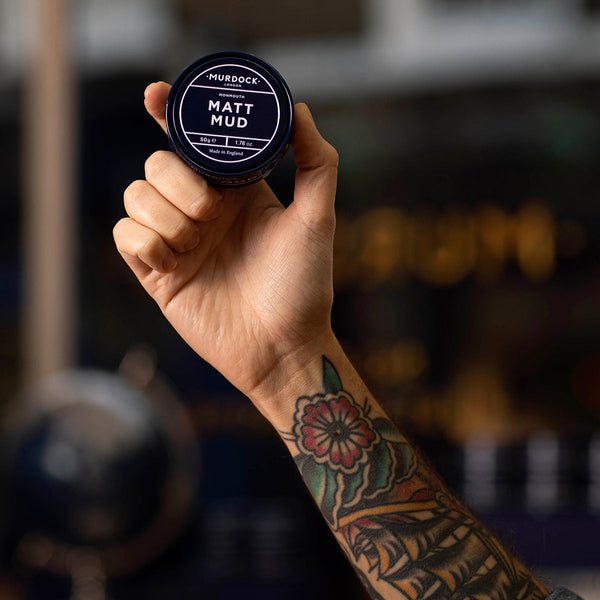 ·MURDOCK·
LONDON
MONMOUTH
MATT
MUD
50g ℮ 1.76 oz.
Made in England